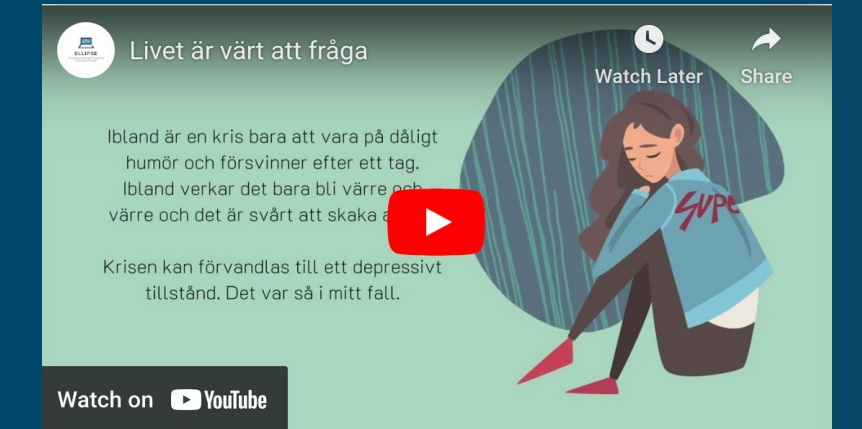 ELLIPSE
Livet är värt att fråga
Watch Later
Share
Ibland är en kris bara att vara på dåligt
humör och försvinner efter ett tag.
Ibland verkar det bara bli värre och
värre och det är svårt att skaka
Krisen kan förvandlas till ett depressivt
tillstånd. Det var så i mitt fall.
SUPE
Watch on YouTube